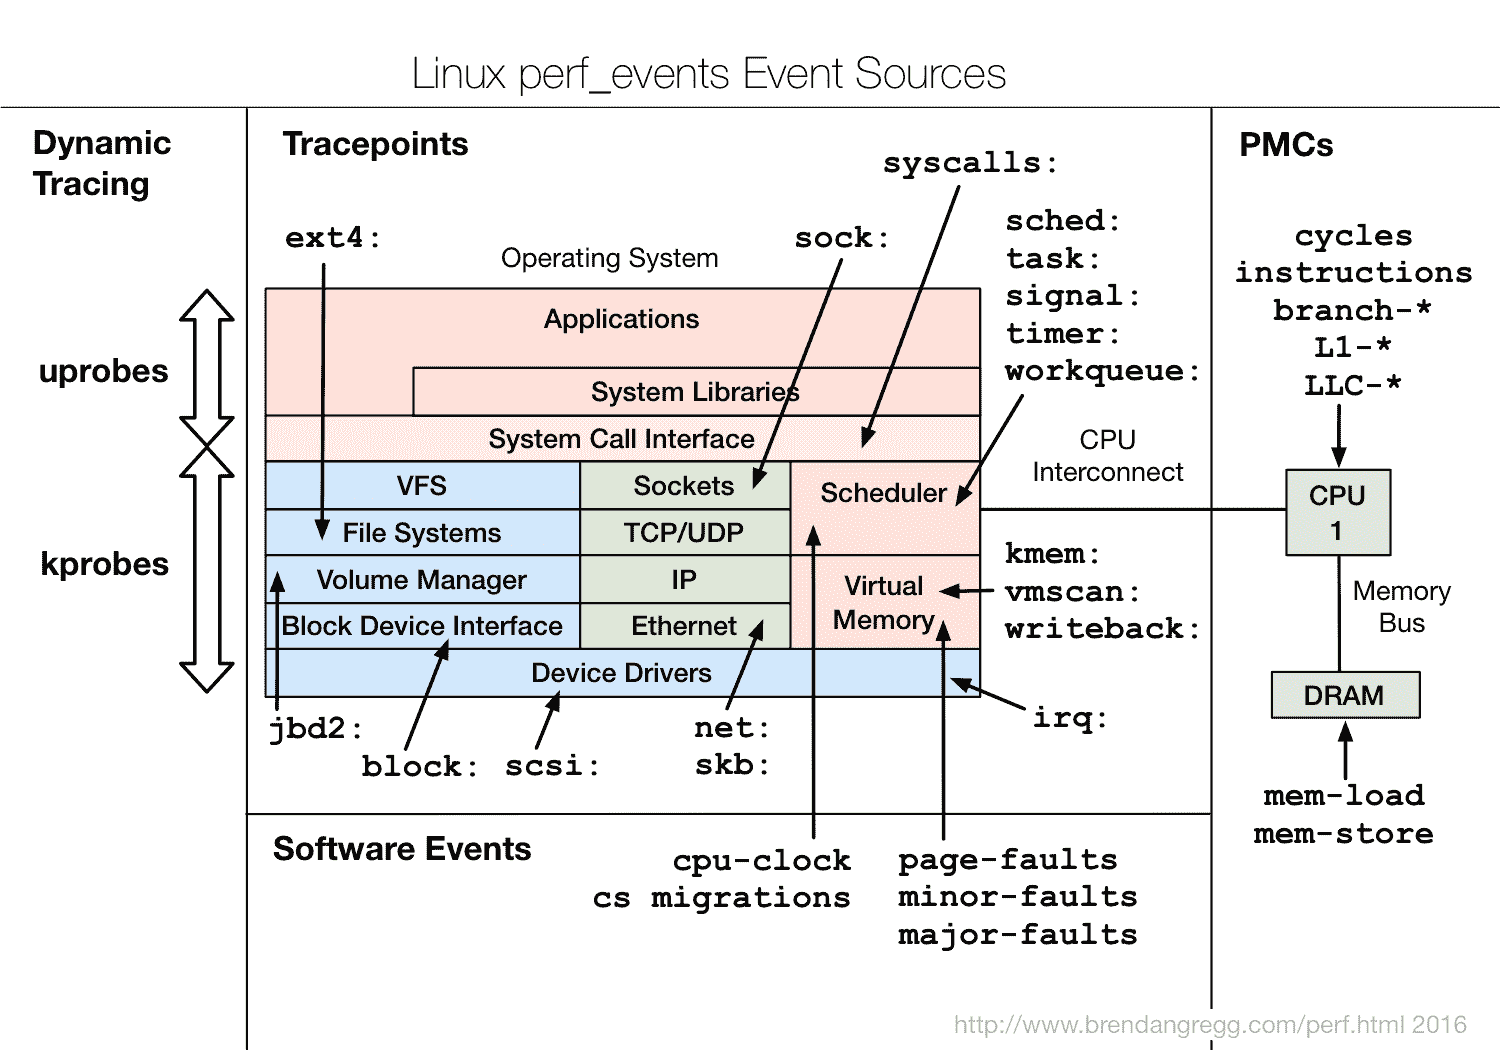 Linux perf_events Event Sources
Dynamic
Tracing
uprobes
kprobes
Tracepoints
syscalls:
ext4:
Operating System
sock:
sched:
task:
signal:
timer:
workqueue:
Applications
System Libraries
System Call Interface
VFS
Sockets
Scheduler
File Systems
TCP/UDP
Volume Manager
IP
Virtual
Memory
Block Device Interface
Ethernet
Device Drivers
CPU
Interconnect
kmem:
vmscan:
writeback:
jbd2:
block:
scsi:
net:
skb:
irq:
Software Events
cpu-clock
cs migrations
page-faults
minor-faults
major-faults
PMCs
cycles
instructions
branch-*
L1-*
LLC-*
CPU
1
Memory
Bus
DRAM
mem-load
mem-store
http://www.brendangregg.com/perf.html 2016